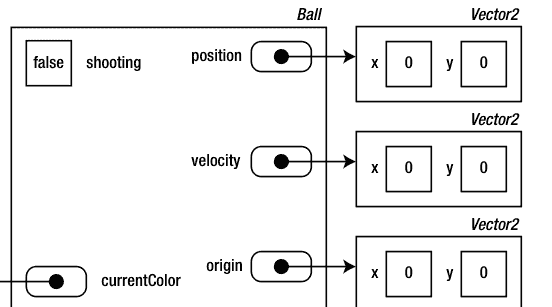 Ball
Vector2
false shooting
position
x 0 y 0
Vector2
velocity
x 0 y 0
Vector2
origin
x 0 y 0
currentColor